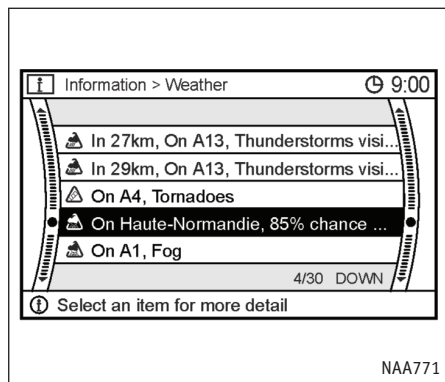 i Information > Weather 9:00
In 27km, On A13, Thunderstorms visi...
In 29km, On A13, Thunderstorms visi...
On A4, Tornadoes
On Haute-Normandie, 85% chance ...
On A1, Fog
4/30 DOWN
i Select an item for more detail
NAA771